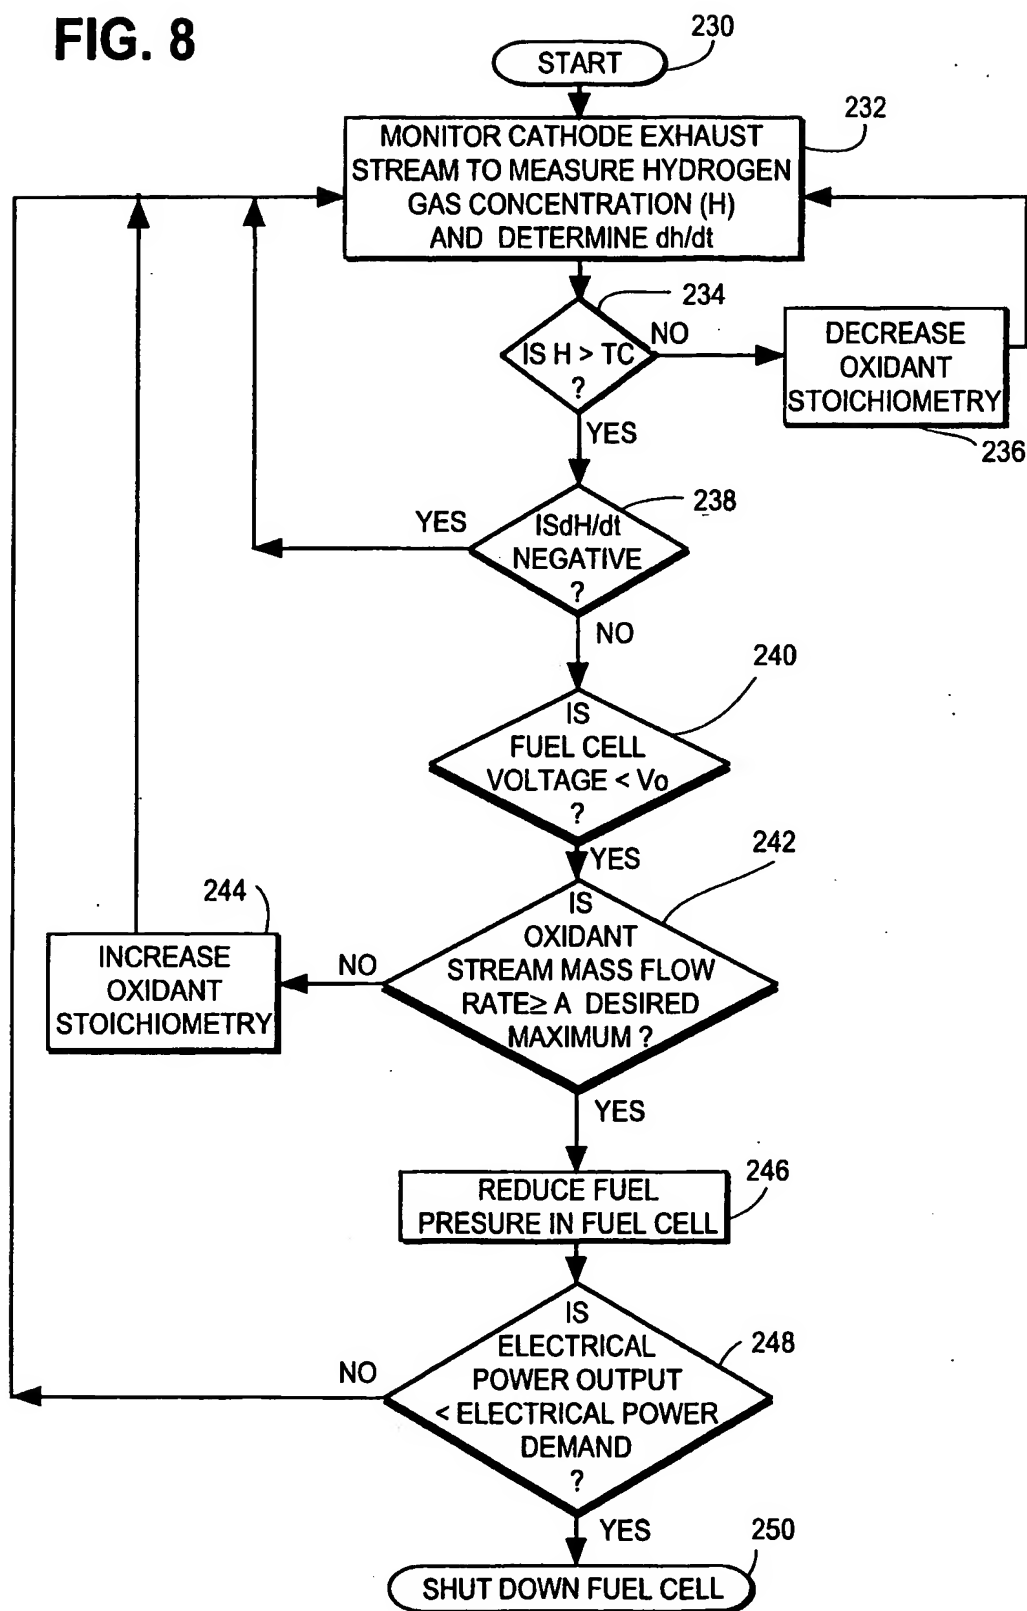 FIG. 8
230
START
232
MONITOR CATHODE EXHAUST
STREAM TO MEASURE HYDROGEN
GAS CONCENTRATION (H)
AND DETERMINE dh/dt
234
IS H > TC
?
NO
DECREASE
OXIDANT
STOICHIOMETRY
236
YES
238
ISdH/dt
NEGATIVE
?
YES
NO
240
IS
FUEL CELL
VOLTAGE < Vo
?
YES
242
IS
OXIDANT
STREAM MASS FLOW
RATE≥ A DESIRED
MAXIMUM ?
NO
244
INCREASE
OXIDANT
STOICHIOMETRY
YES
246
REDUCE FUEL
PRESURE IN FUEL CELL
248
IS
ELECTRICAL
POWER OUTPUT
< ELECTRICAL POWER
DEMAND
?
NO
YES
250
SHUT DOWN FUEL CELL